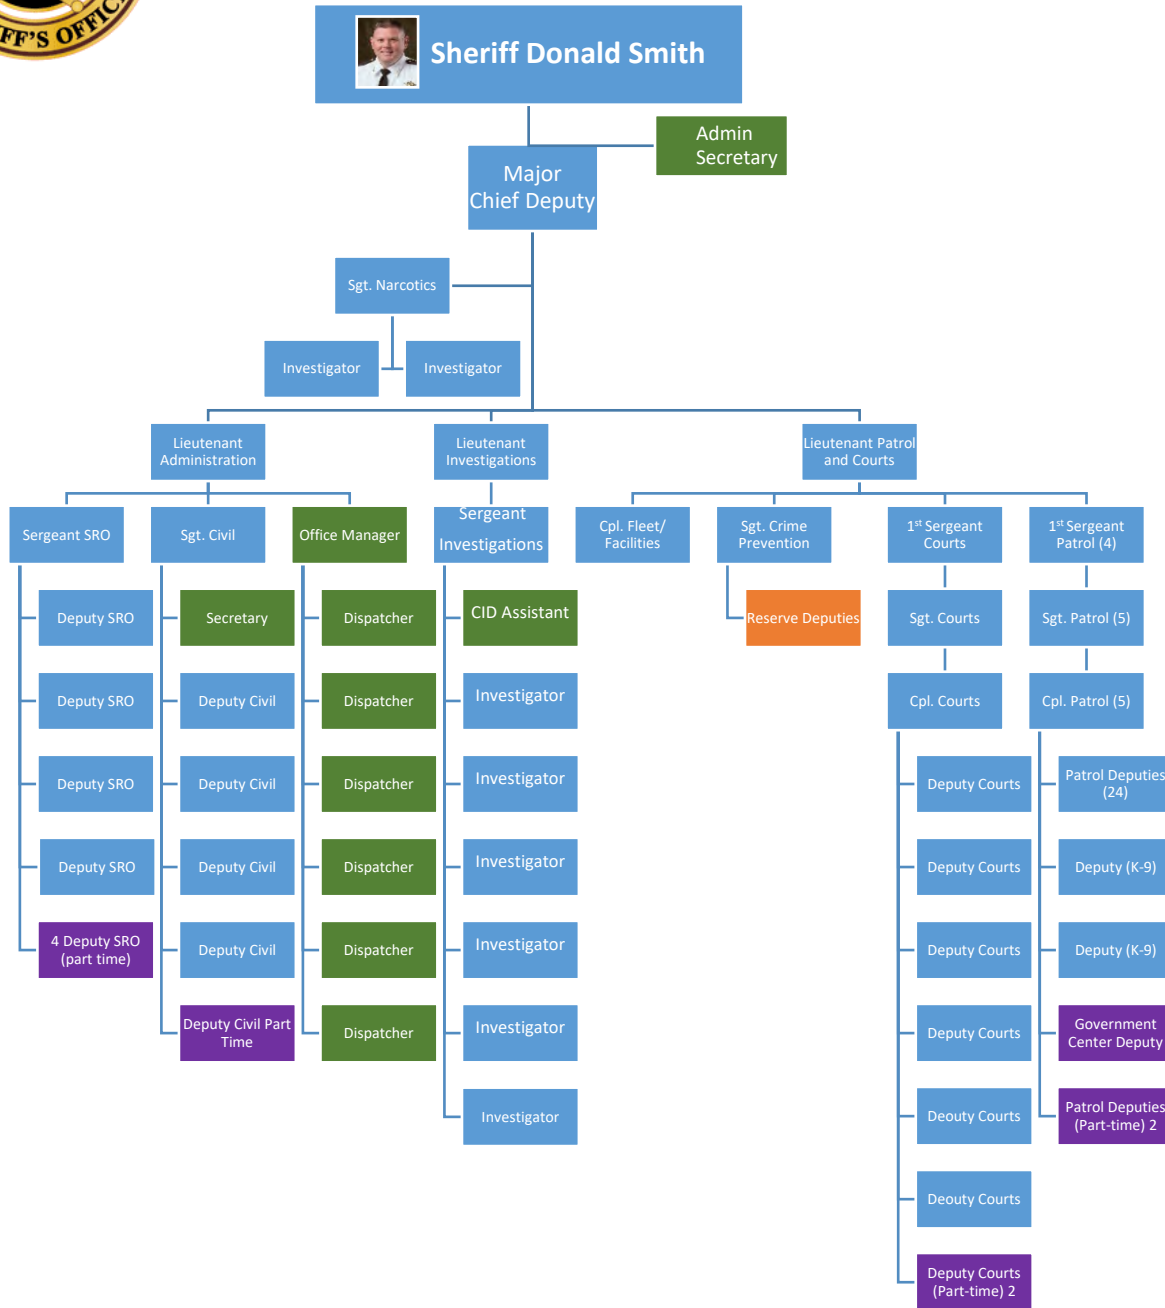 FF'S OFFIC
Sheriff Donald Smith
Admin
Secretary
Major
Chief Deputy
Sgt. Narcotics
Investigator
Investigator
Lieutenant
Administration
Lieutenant
Investigations
Lieutenant Patrol
and Courts
Sergeant SRO
Sgt. Civil
Office Manager
Sergeant
Investigations
Cpl. Fleet/
Facilities
Sgt. Crime
Prevention
1st Sergeant
Courts
1st Sergeant
Patrol (4)
Deputy SRO
Secretary
Dispatcher
CID Assistant
Reserve Deputies
Sgt. Courts
Sgt. Patrol (5)
Deputy SRO
Deputy Civil
Dispatcher
Investigator
Cpl. Courts
Cpl. Patrol (5)
Deputy SRO
Deputy Civil
Dispatcher
Investigator
Deputy Courts
Patrol Deputies
(24)
Deputy SRO
Deputy Civil
Dispatcher
Investigator
Deputy Courts
Deputy (K-9)
4 Deputy SRO
(part time)
Deputy Civil
Dispatcher
Investigator
Deputy Courts
Deputy (K-9)
Deputy Civil Part
Time
Dispatcher
Investigator
Deputy Courts
Government
Center Deputy
Investigator
Deouty Courts
Patrol Deputies
(Part-time) 2
Deouty Courts
Deputy Courts
(Part-time) 2